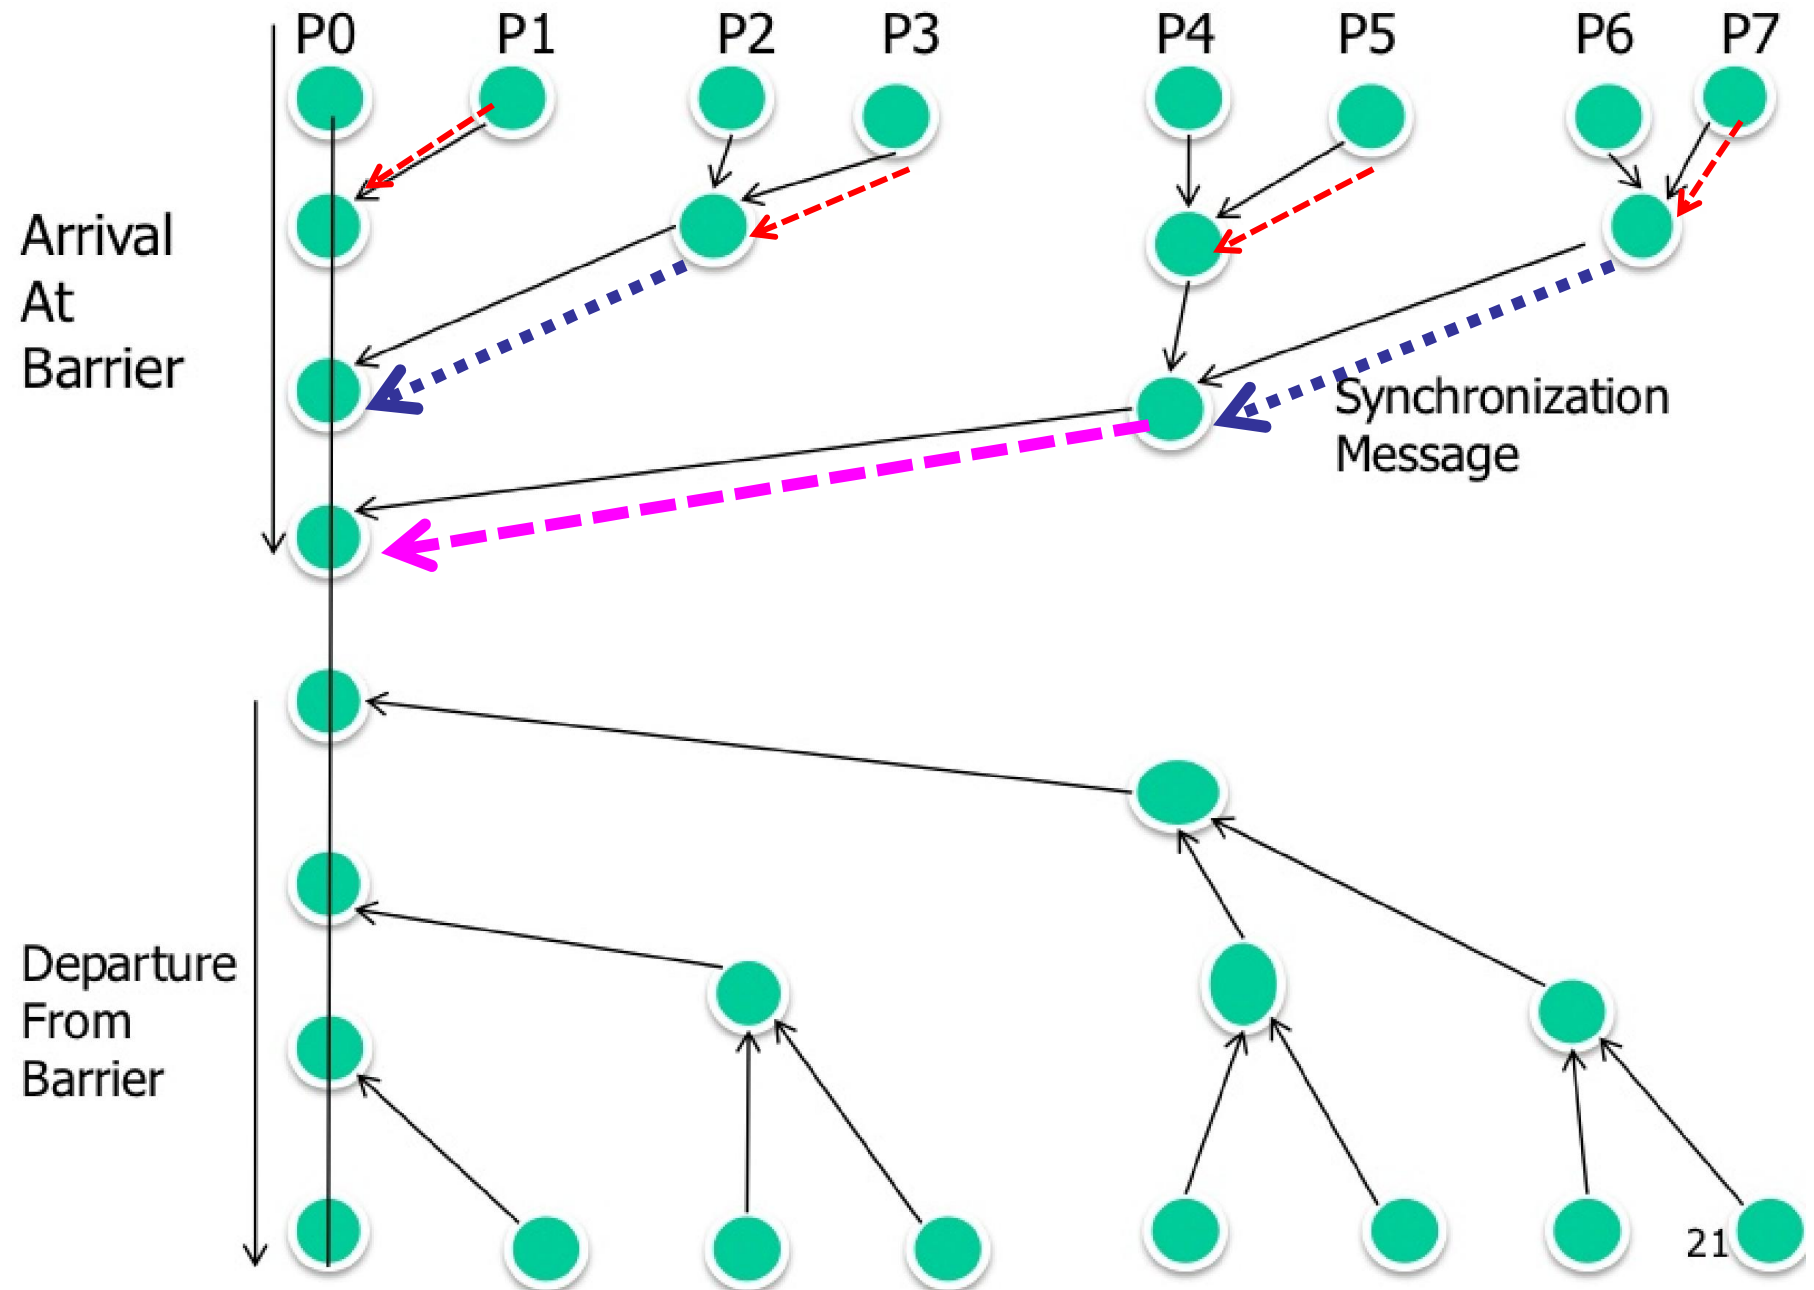 P0 P1 P2 P3 P4 P5 P6 P7
Arrival
At
Barrier
Synchronization
Message
Departure
From
Barrier
21